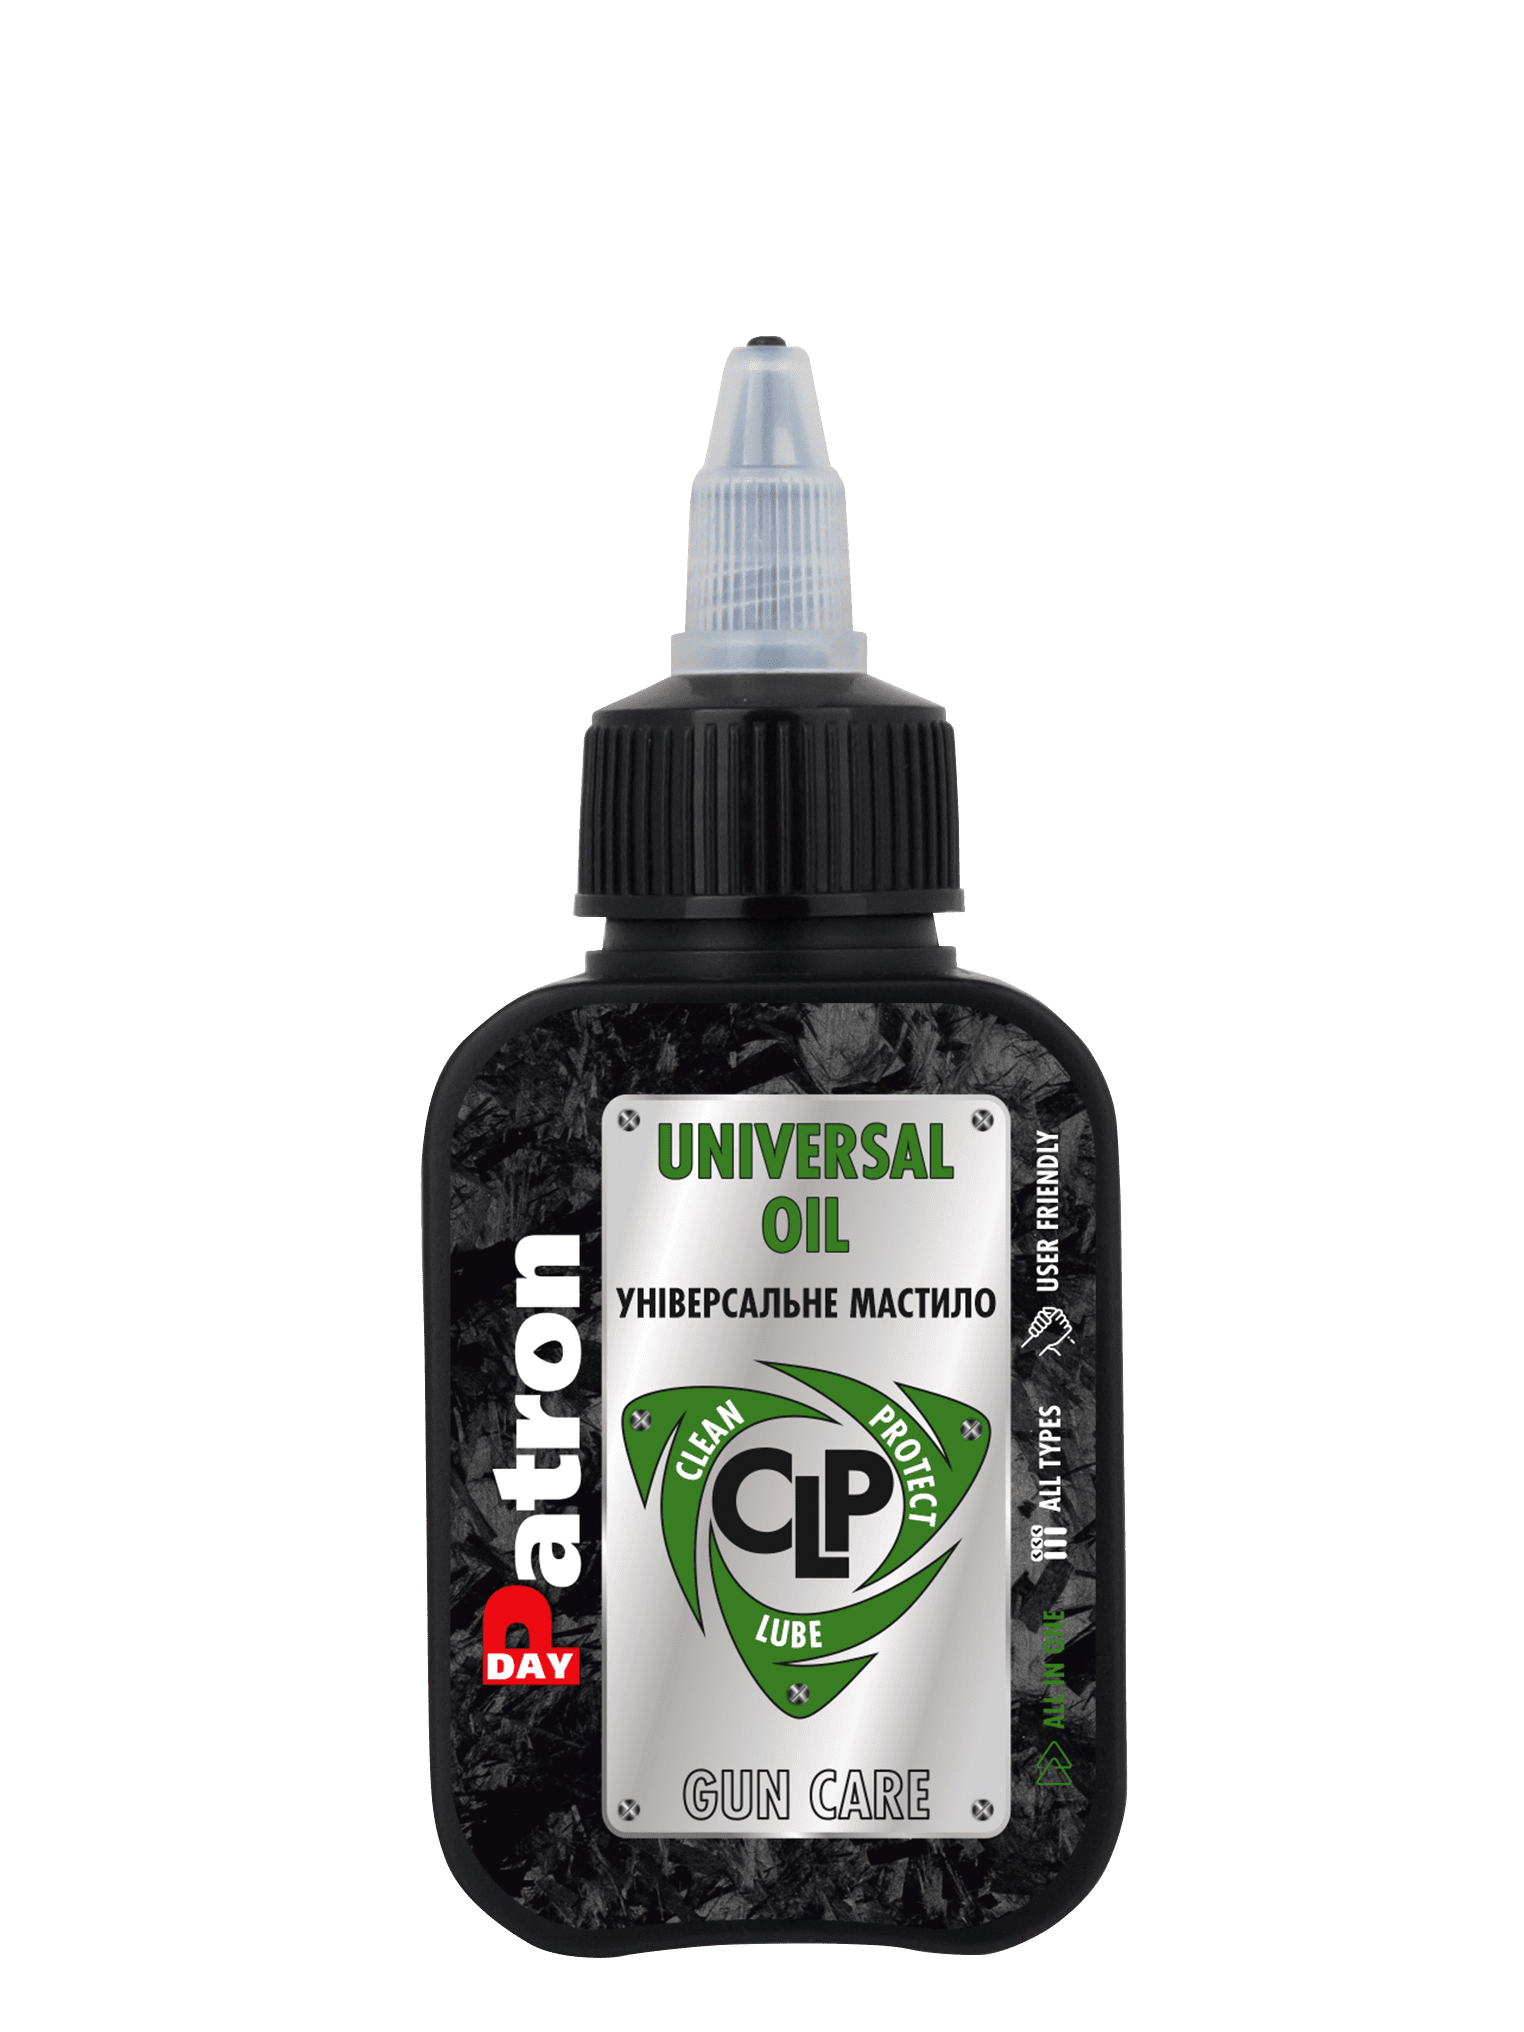 UNIVERSAL
OIL
УНІВЕРСАЛЬНЕ МАСТИЛО
CLEAN
PROTECT
CLP
LUBE
GUN CARE
Patron
DAY
USER FRIENDLY
ALL TYPES
ALL IN ONE